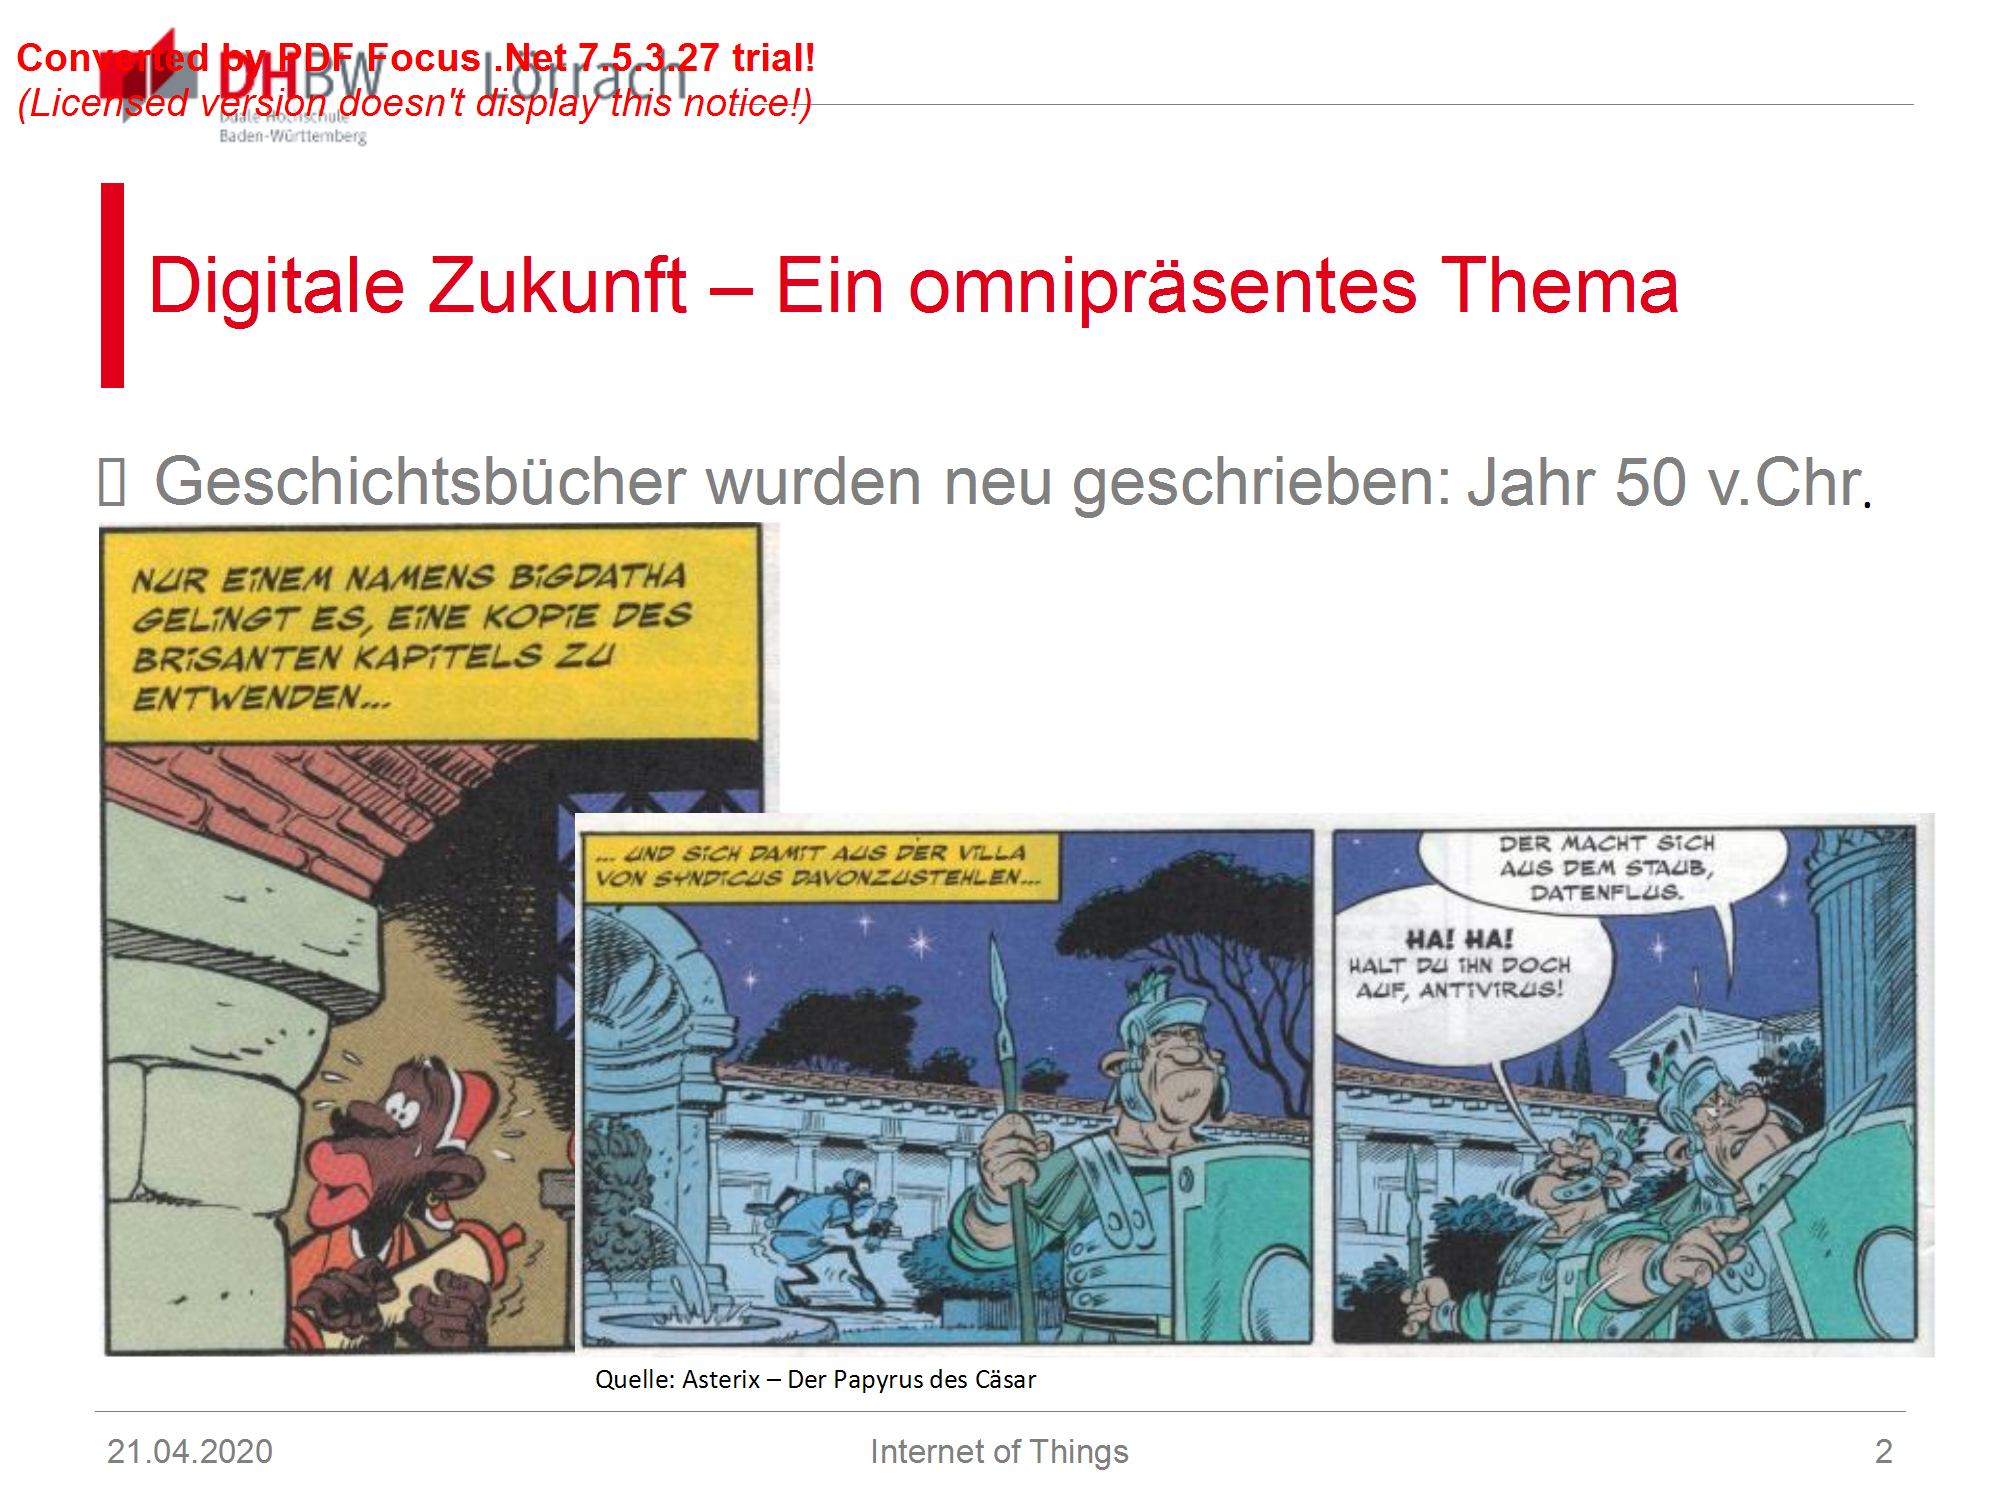 Converted by PDF Focus .Net 7.5.3.27 trial!
(Licensed version doesn't display this notice!)
DHBW Lörrach
Duale Hochschule
Baden-Württemberg
Digitale Zukunft – Ein omnipräsentes Thema
Geschichtsbücher wurden neu geschrieben: Jahr 50 v.Chr.
NUR EINEM NAMENS BIGDATHA
GELINGT ES, EINE KOPIE DES
BRISANTEN KAPITELS ZU
ENTWENDEN...
... UND SICH DAMIT AUS DER VILLA
VON SYNDICUS DAVONZUSTEHLEN...
DER MACHT SICH
AUS DEM STAUB,
DATENFLUS.
HA! HA!
HALT DU IHN DOCH
AUF, ANTIVIRUS!
Quelle: Asterix – Der Papyrus des Cäsar
21.04.2020 Internet of Things 2